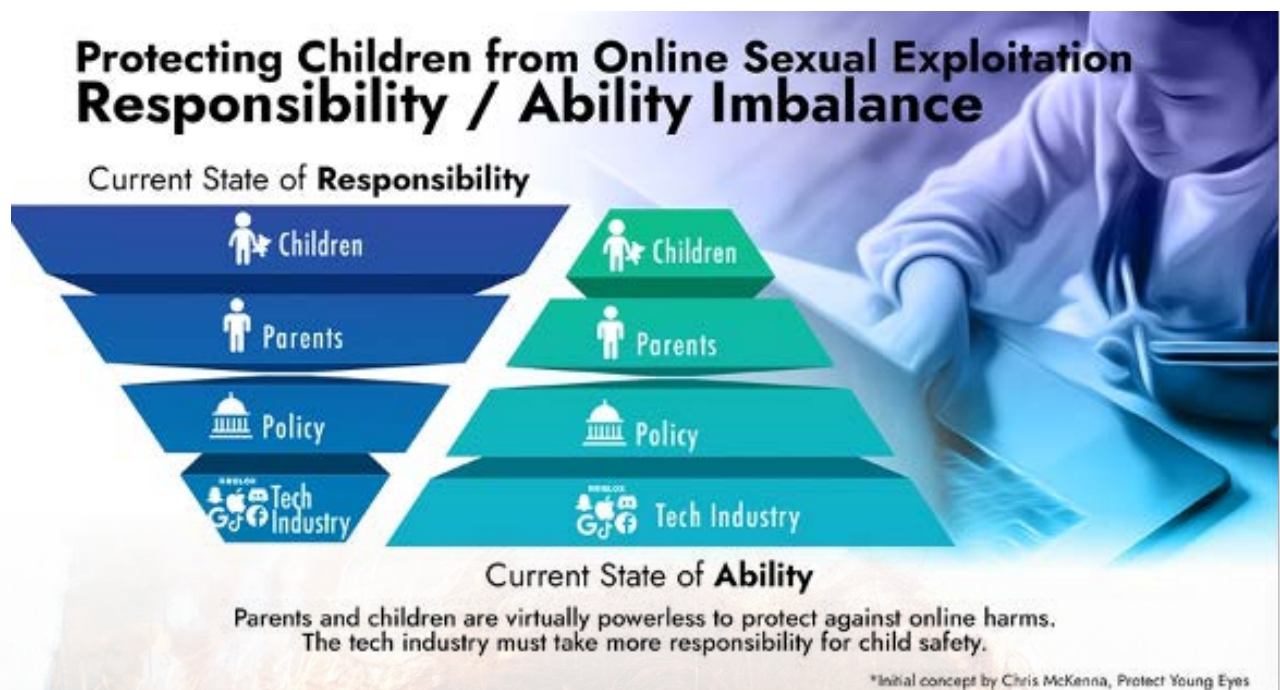 Protecting Children from Online Sexual Exploitation
Responsibility / Ability Imbalance
Current State of Responsibility
Children
Parents
Policy
ROBLOX
Tech
Industry
Children
Parents
Policy
ROBLOX
Tech Industry
Current State of Ability
Parents and children are virtually powerless to protect against online harms.
The tech industry must take more responsibility for child safety.
*Initial concept by Chris McKenna, Protect Young Eyes